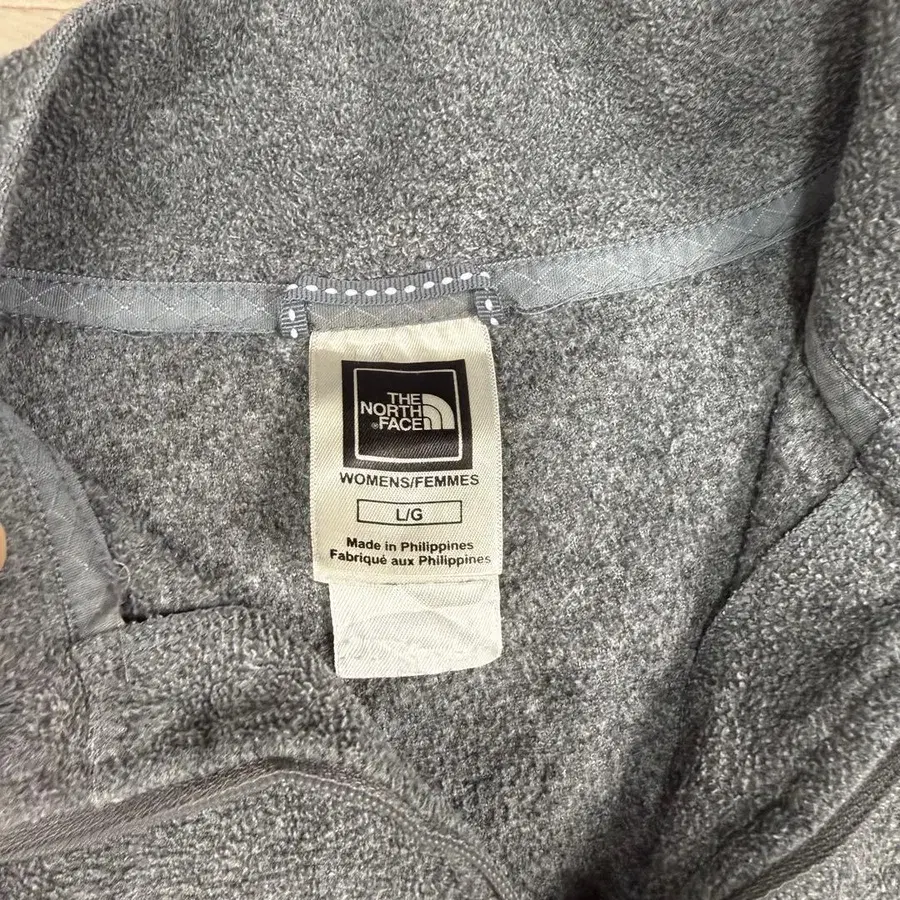 THE
NORTH
®FACE
WOMENS/FEMMES
L/G
Made in Philippines
Fabriqué aux Philippines